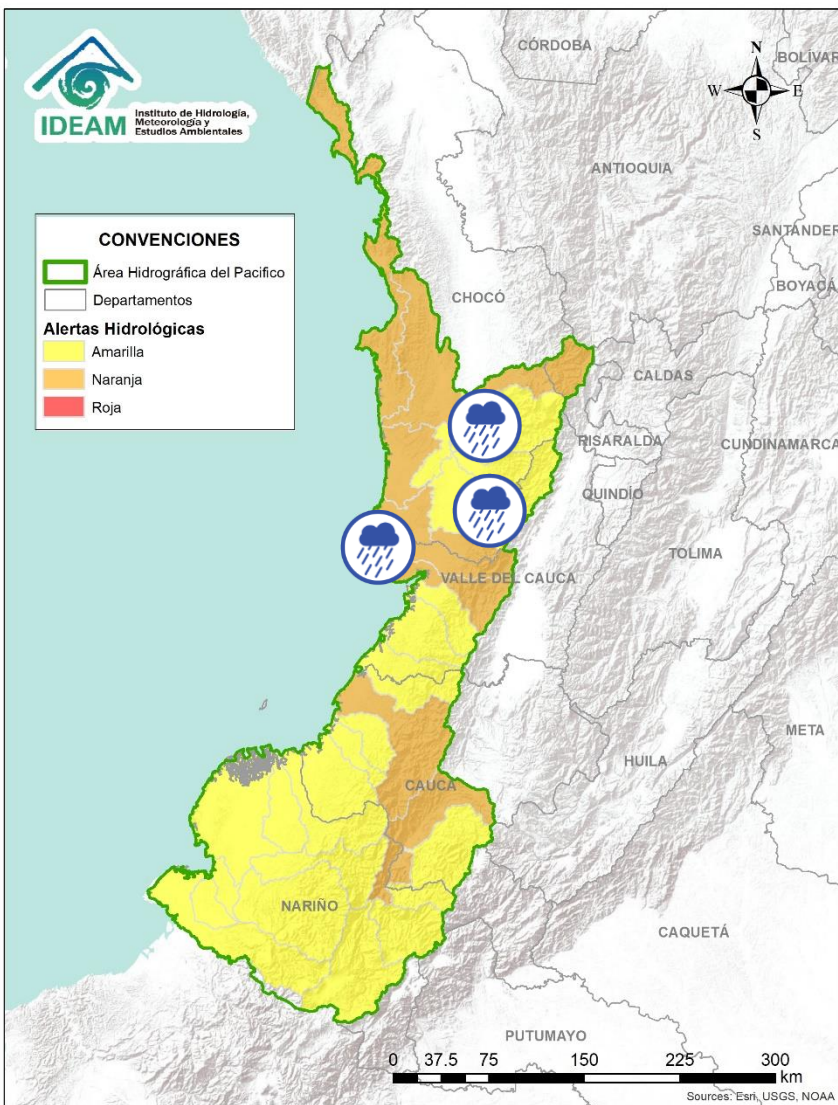 IDEAM
Instituto de Hidrología,
Meteorología y
Estudios Ambientales
CÓRDOBA
BOLÍVAR
N
W
E
S
ANTIOQUIA
SANTANDER
BOYACÁ
CONVENCIONES
Área Hidrográfica del Pacifico
Departamentos
Alertas Hidrológicas
Amarilla
Naranja
Roja
CHOCÓ
CALDAS
RISARALDA
CUNDINAMARCA
QUINDÍO
TOLIMA
VALLE DEL CAUCA
META
HUILA
CAUCA
NARIÑO
CAQUETÁ
PUTUMAYO
0 37.5 75 150 225 300
km
Sources: Esri, USGS, NOAA